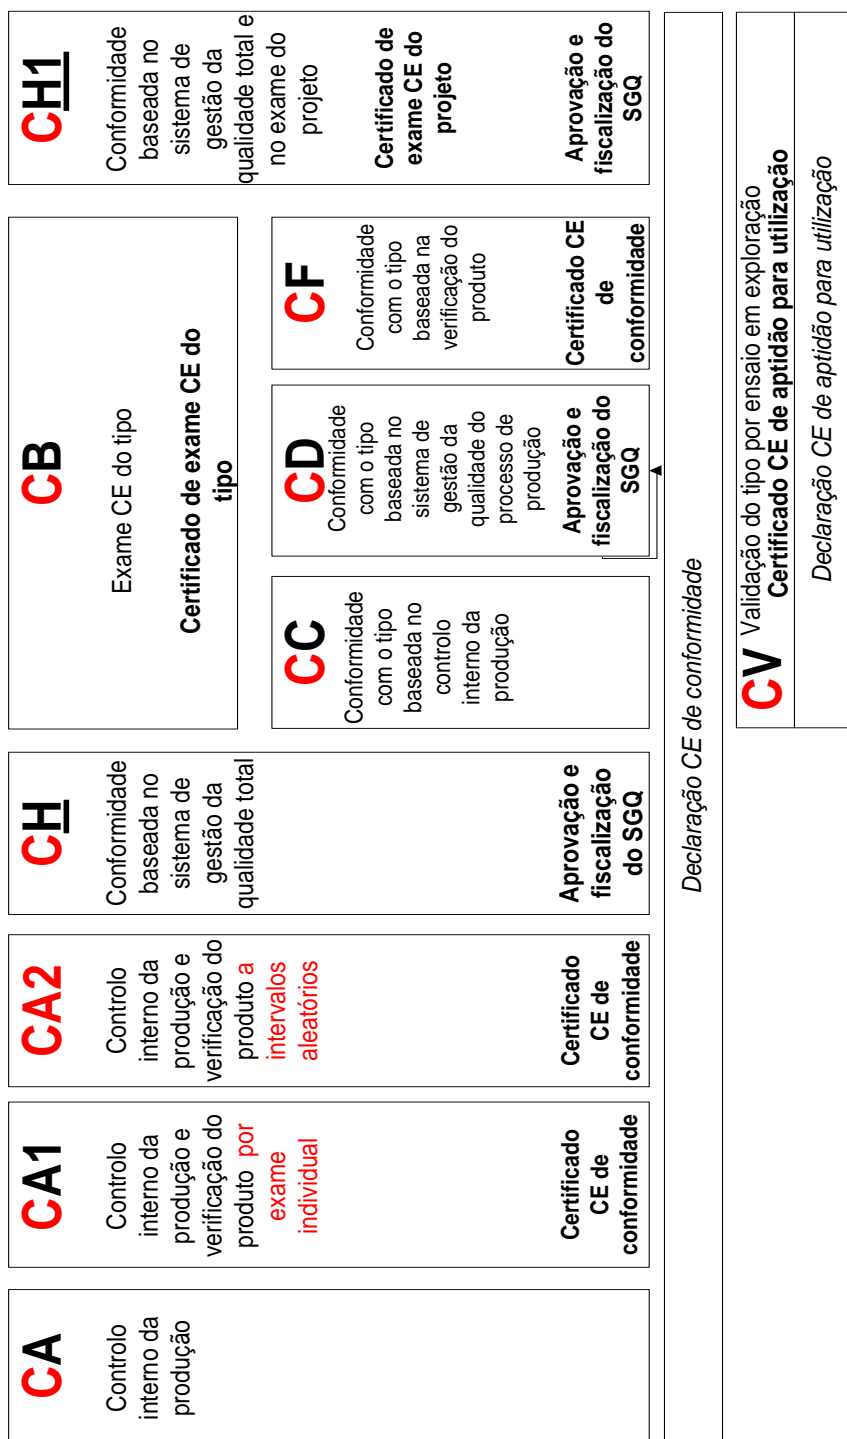 CA
Controlo
interno da
produção
CA1
Controlo
interno da
produção e
verificação do
produto por
exame
individual
Certificado
CE de
conformidade
CA2
Controlo
interno da
produção e
verificação do
produto a
intervalos
aleatórios
Certificado
CE de
conformidade
CH
Conformidade
baseada no
sistema de
gestão da
qualidade total
Aprovação e
fiscalização
do SGQ
CB
Exame CE do tipo
Certificado de exame CE do
tipo
CC
Conformidade
com o tipo
baseada no
controlo
interno da
produção
CD
Conformidade
com o tipo
baseada no
sistema de
gestão da
qualidade do
processo de
produção
Aprovação e
fiscalização do
SGQ
CF
Conformidade
com o tipo
baseada na
verificação do
produto
Certificado CE
de
conformidade
CH1
Conformidade
baseada no
sistema de
gestão da
qualidade total e
no exame do
projeto
Certificado de
exame CE do
projeto
Aprovação e
fiscalização do
SGQ
Declaração CE de conformidade
CV Validação do tipo por ensaio em exploração
Certificado CE de aptidão para utilização
Declaração CE de aptidão para utilização